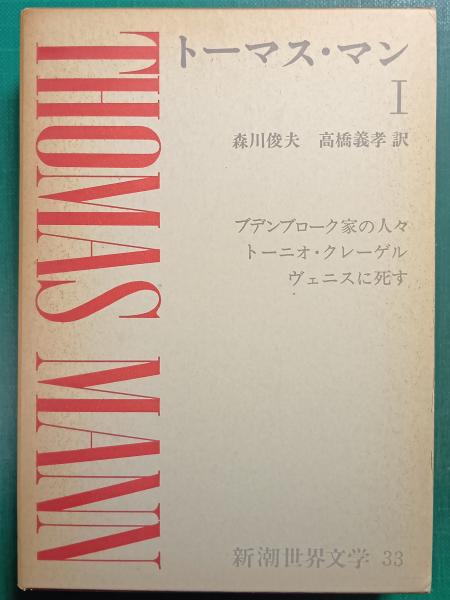 THOMAS MANN
トーマス・マン
I
森川俊夫 高橋義孝 訳
ブデンブローク家の人々
トーニオ・クレーゲル
ヴェニスに死す
新潮世界文学 33